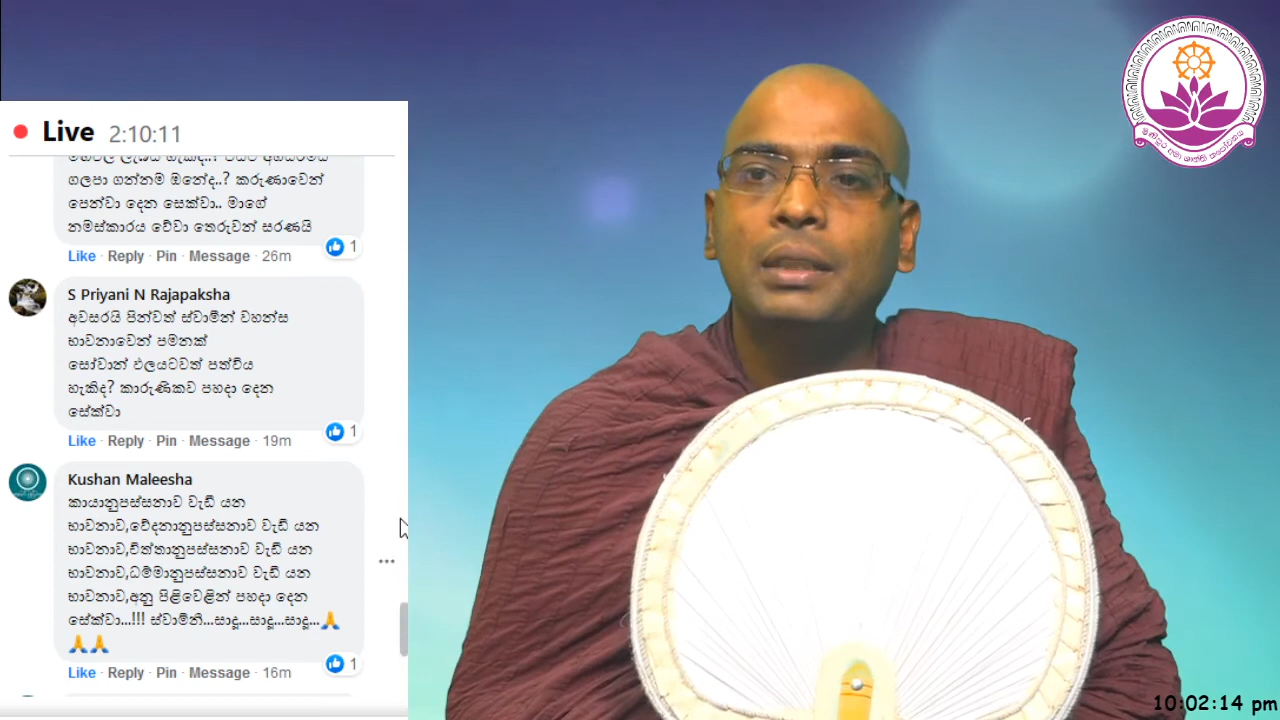 Live 2:10:11
ගලපා ගන්නම ඔනේද..? කරුණාවෙන්
පෙන්වා දෙන සෙක්වා.. මාගේ
නමස්කාරය වේවා තෙරුවන් සරණයි
Like · Reply · Pin · Message · 26m
1
S Priyani N Rajapaksha
අවසරයි පින්වත් ස්වාමීන් වහන්ස
භාවනාවෙන් පමනක්
සෝවාන් ඵලයටවත් පත්විය
හැකිද? කාරුණිකව පහදා දෙන
සේක්වා
Like · Reply · Pin · Message · 19m
1
Kushan Maleesha
කායානුපස්සනාව වැඩි යන
භාවනාව,වේදනානුපස්සනාව වැඩි යන
භාවනාව,චිත්තානුපස්සනාව වැඩි යන
භාවනාව,ධම්මානුපස්සනාව වැඩි යන
භාවනාව,අනු පිළිවෙළින් පහදා දෙන
සේක්වා...!!! ස්වාමීනි...සාදු...සාදු...සාදු...🙏
🙏🙏
Like · Reply · Pin · Message · 16m
1
10:02:14 pm